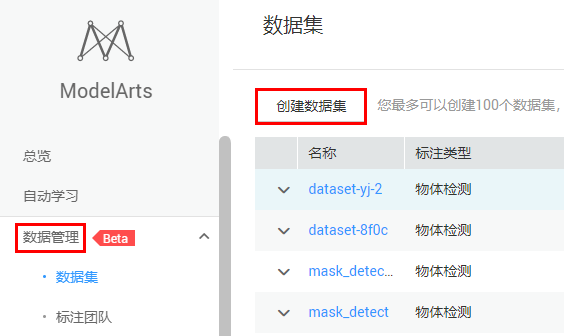 ModelArts
总览
自动学习
数据管理 Beta
数据集
标注团队
数据集
创建数据集 您最多可以创建100个数据集，
名称 标注类型
dataset-yj-2 物体检测
dataset-8f0c 物体检测
mask_detec... 物体检测
mask_detect 物体检测